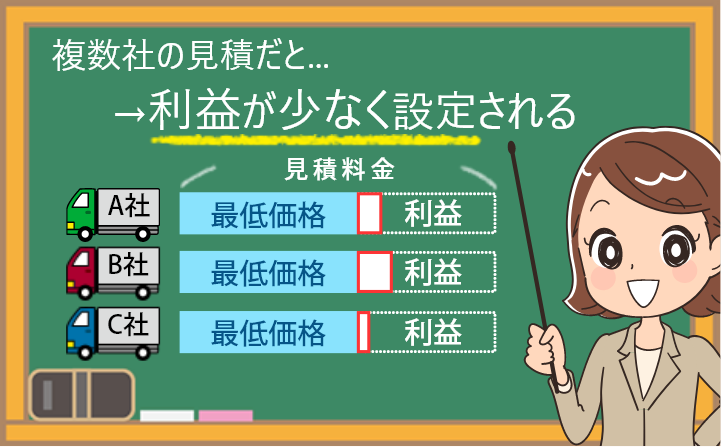 複数社の見積だと...
→利益が少なく設定される
見積料金
A社 最低価格 利益
B社 最低価格 利益
C社 最低価格 利益